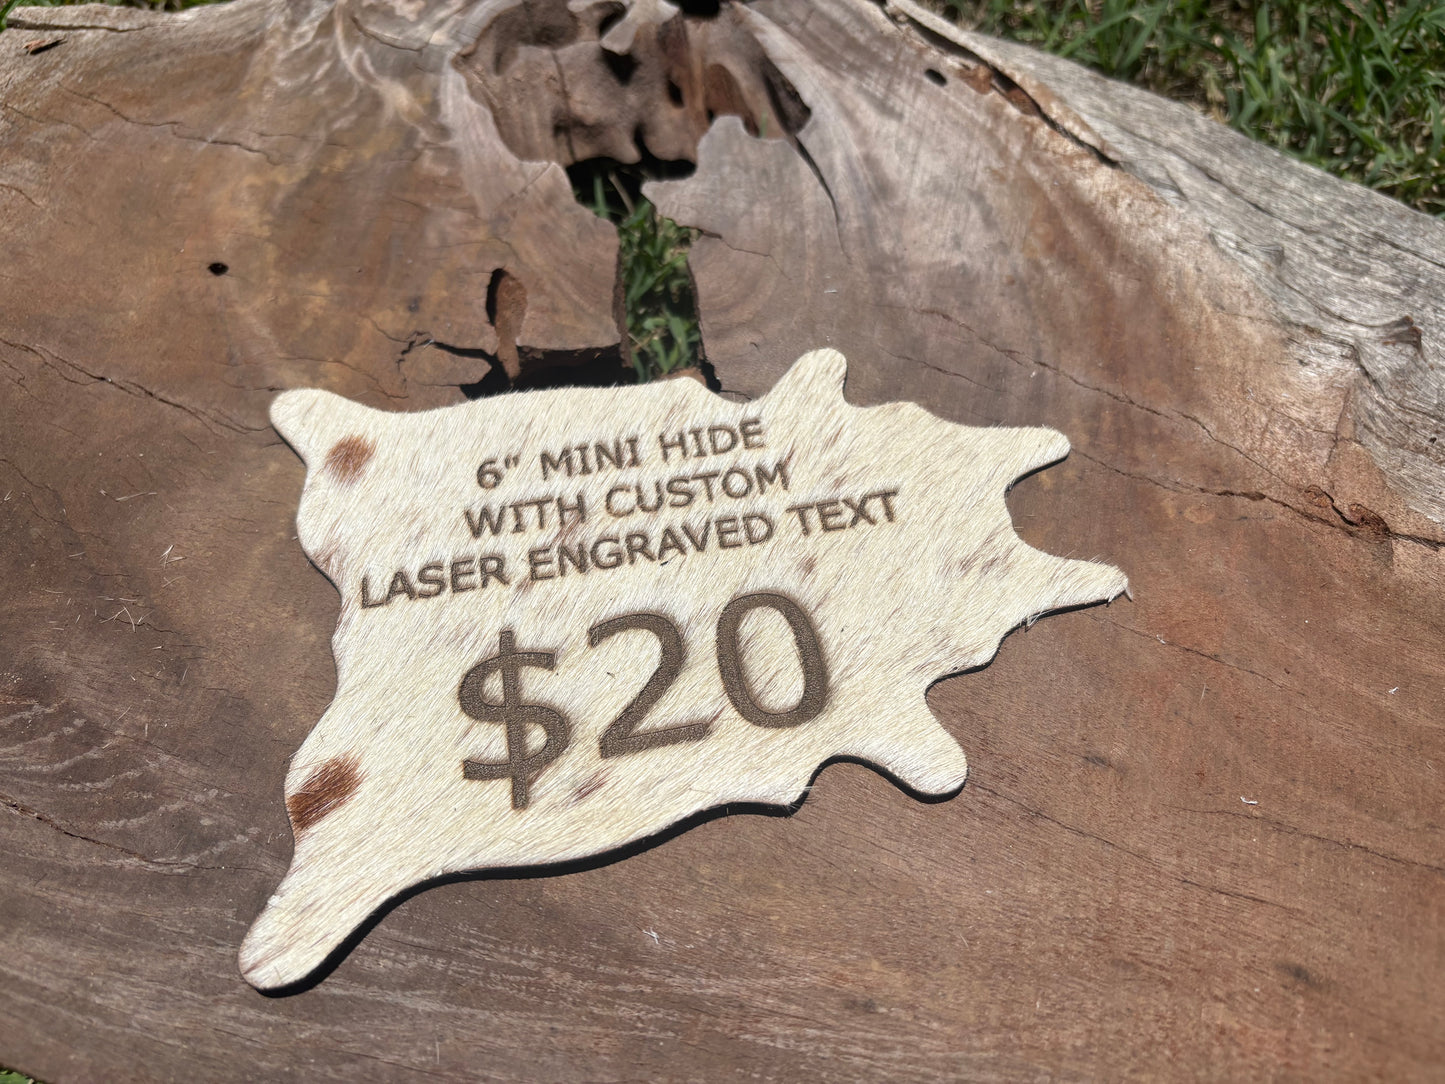 6" MINI HIDE
WITH CUSTOM
LASER ENGRAVED TEXT
$20